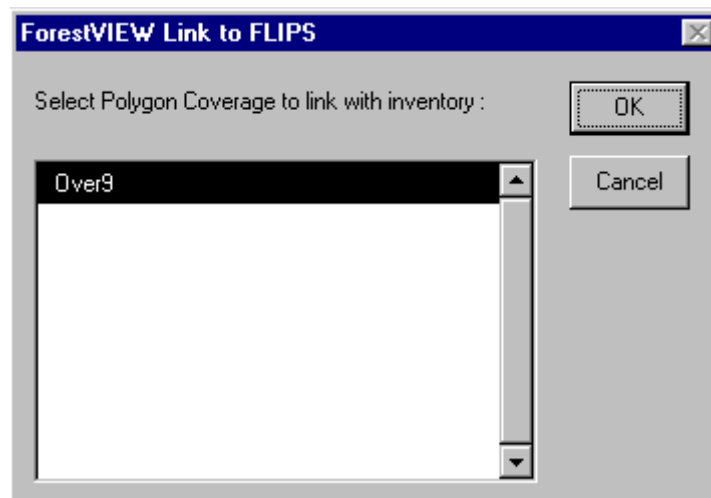 ForestVIEW Link to FLIPS
Select Polygon Coverage to link with inventory :
OK
Over9
Cancel